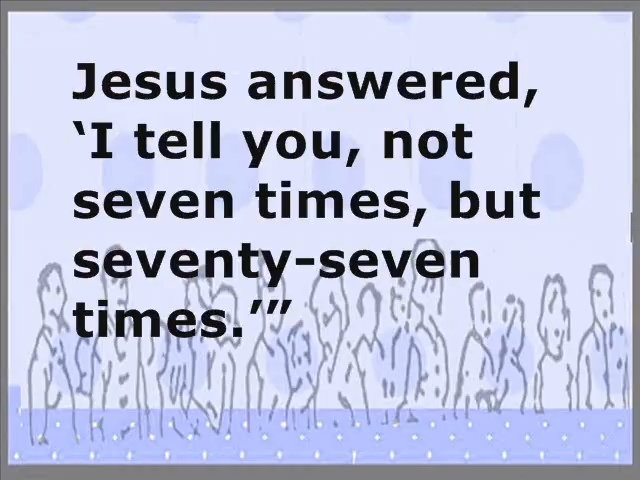 Jesus answered,
‘I tell you, not
seven times, but
seventy-seven
times.’”